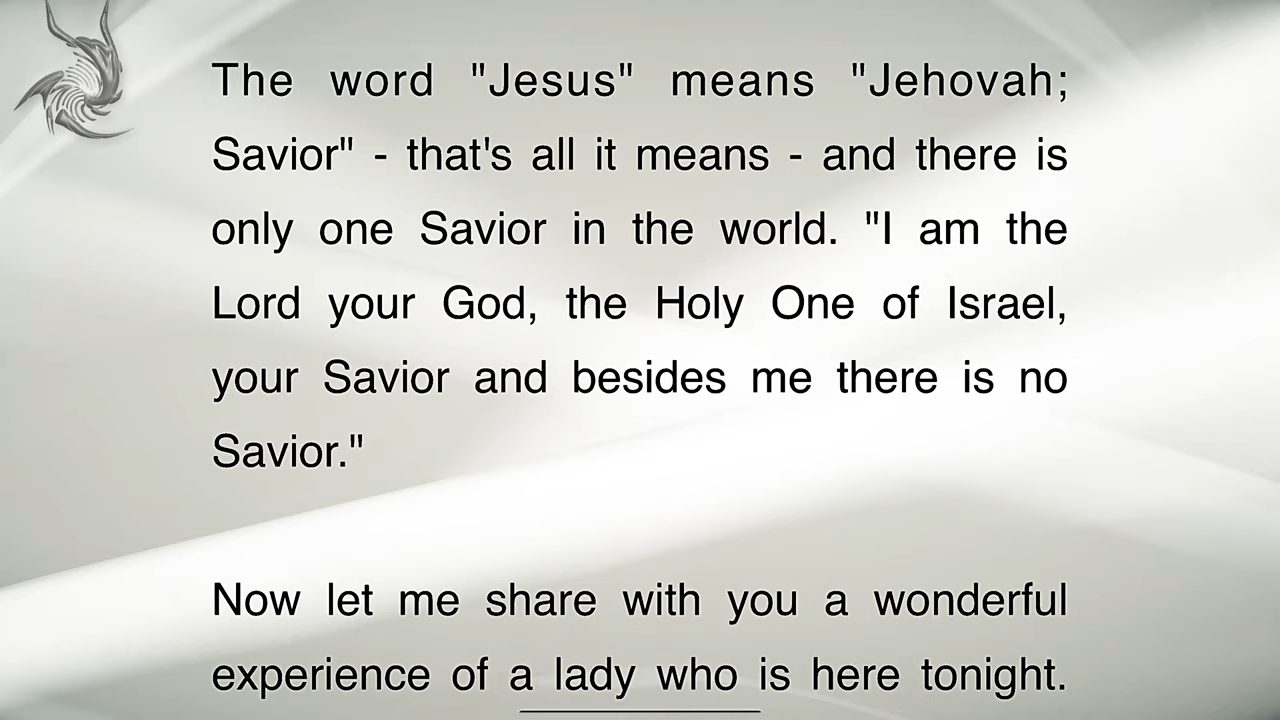 The word "Jesus" means "Jehovah;
Savior" - that's all it means - and there is
only one Savior in the world. "I am the
Lord your God, the Holy One of Israel,
your Savior and besides me there is no
Savior."
Now let me share with you a wonderful
experience of a lady who is here tonight.